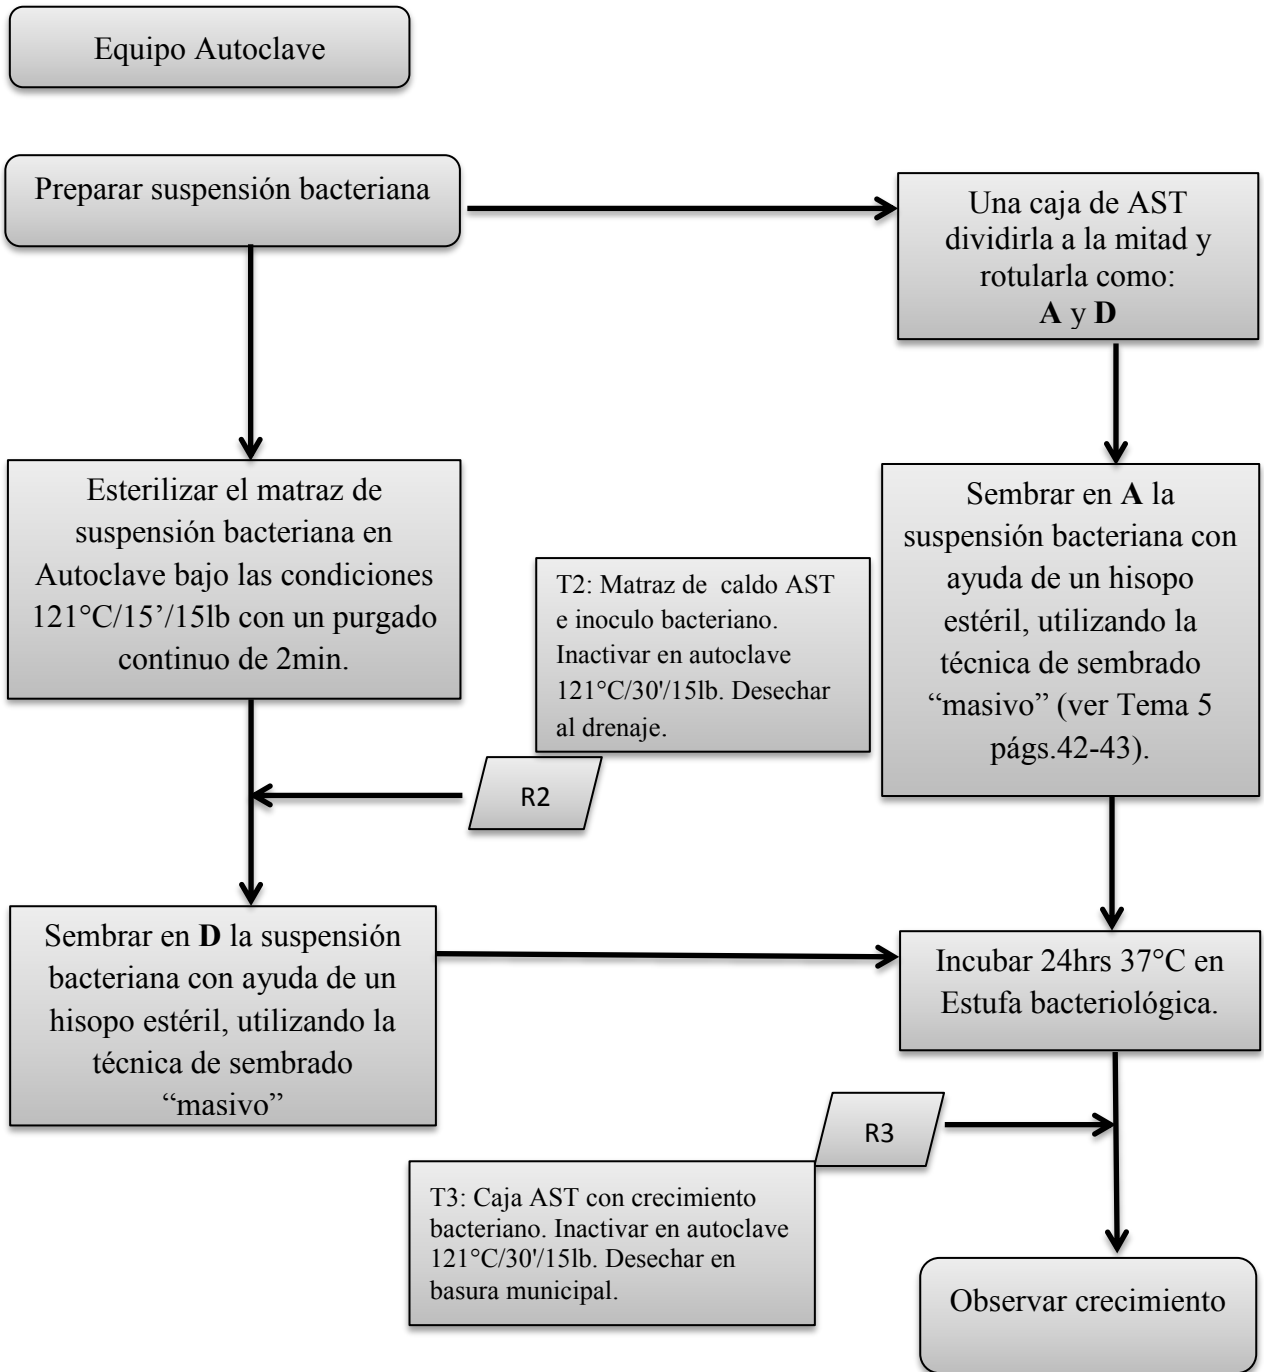 Equipo Autoclave
Preparar suspensión bacteriana
Una caja de AST
dividirla a la mitad y
rotularla como:
A y D
Esterilizar el matraz de
suspensión bacteriana en
Autoclave bajo las condiciones
121°C/15’/15lb con un purgado
continuo de 2min.
Sembrar en A la
suspensión bacteriana con
ayuda de un hisopo
estéril, utilizando la
técnica de sembrado
“masivo” (ver Tema 5
págs.42-43).
T2: Matraz de caldo AST
e inoculo bacteriano.
Inactivar en autoclave
121°C/30'/15lb. Desechar
al drenaje.
R2
Sembrar en D la suspensión
bacteriana con ayuda de un
hisopo estéril, utilizando la
técnica de sembrado
“masivo”
Incubar 24hrs 37°C en
Estufa bacteriológica.
R3
T3: Caja AST con crecimiento
bacteriano. Inactivar en autoclave
121°C/30'/15lb. Desechar en
basura municipal.
Observar crecimiento